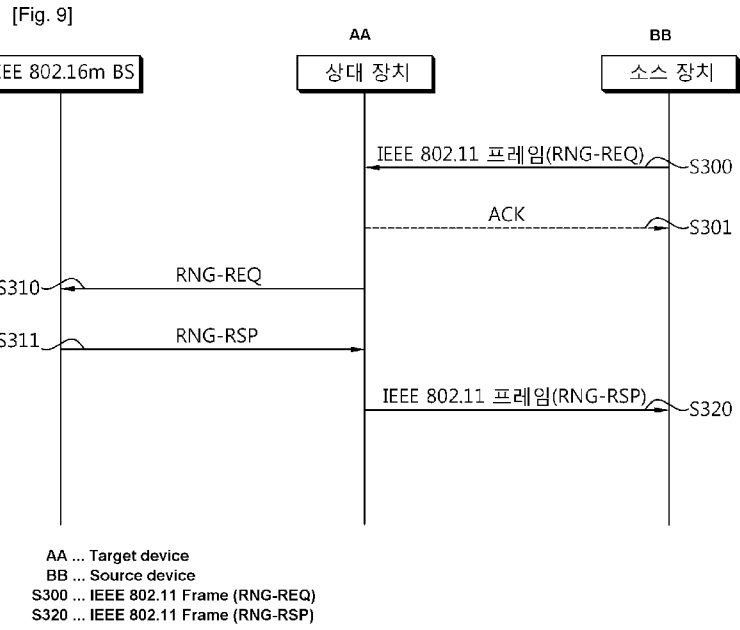 [Fig. 9]
AA
BB
EEE 802.16m BS
상대 장치
소스 장치
IEEE 802.11 프레임(RNG-REQ)
S300
ACK
S301
RNG-REQ
S310
RNG-RSP
S311
IEEE 802.11 프레임(RNG-RSP)
S320
AA ... Target device
BB ... Source device
S300 ... IEEE 802.11 Frame (RNG-REQ)
S320 ... IEEE 802.11 Frame (RNG-RSP)